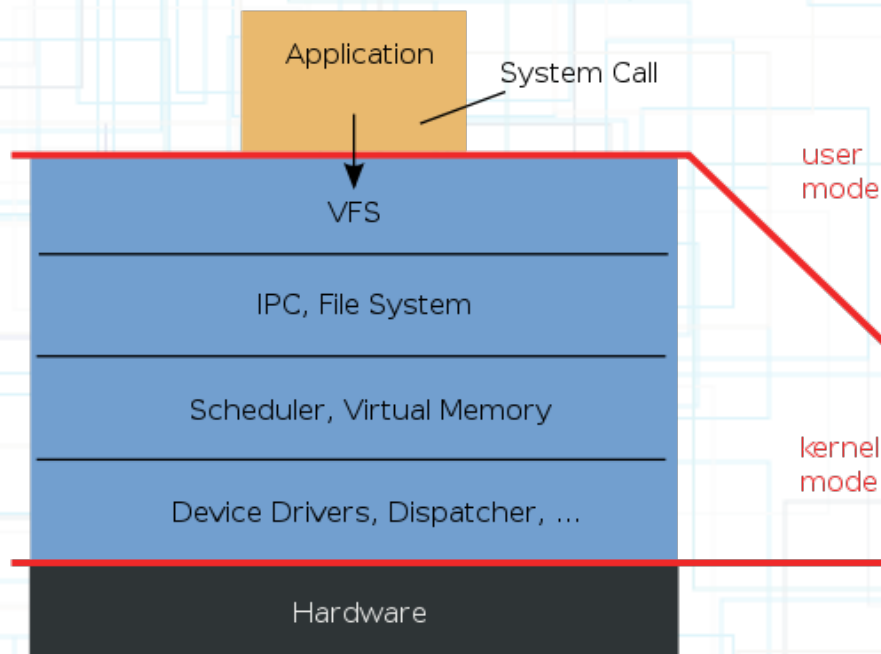 Application
System Call
user
mode
VFS
IPC, File System
Scheduler, Virtual Memory
kernel
mode
Device Drivers, Dispatcher, ...
Hardware